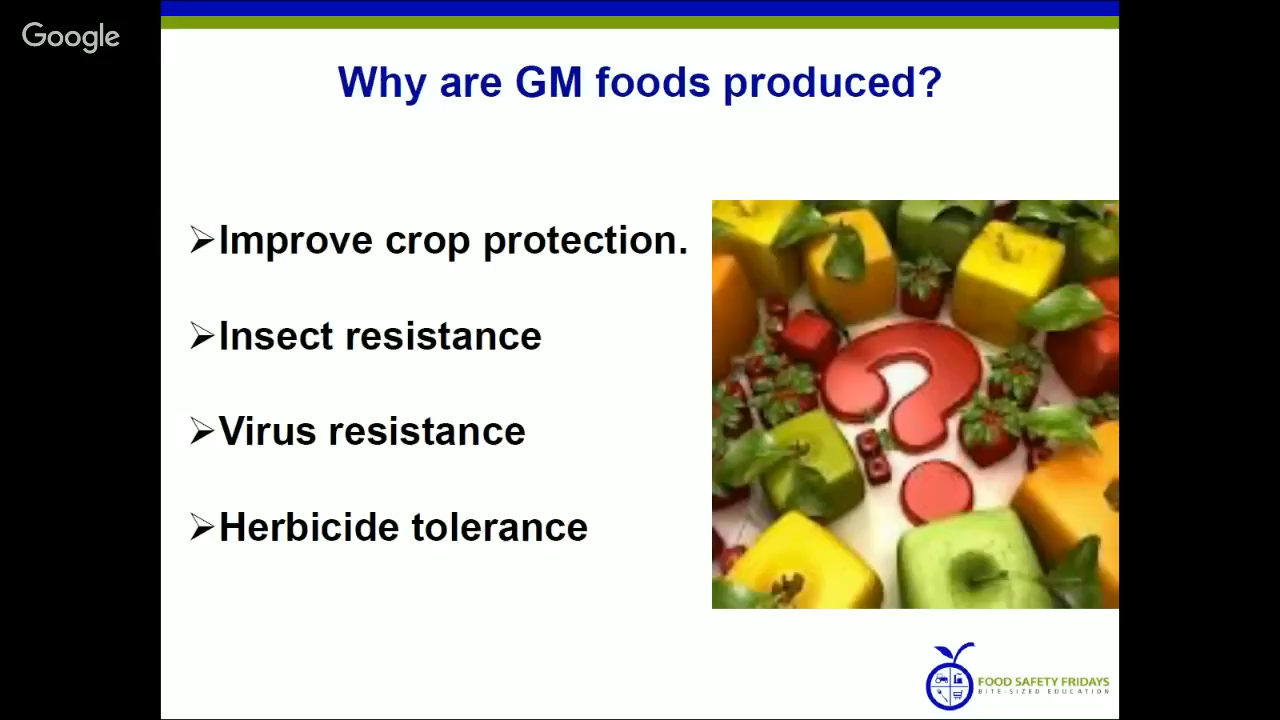 Google
Why are GM foods produced?
➢Improve crop protection.
➢Insect resistance
➢Virus resistance
➢Herbicide tolerance
FOOD SAFETY FRIDAYS
BITE-SIZED EDUCATION